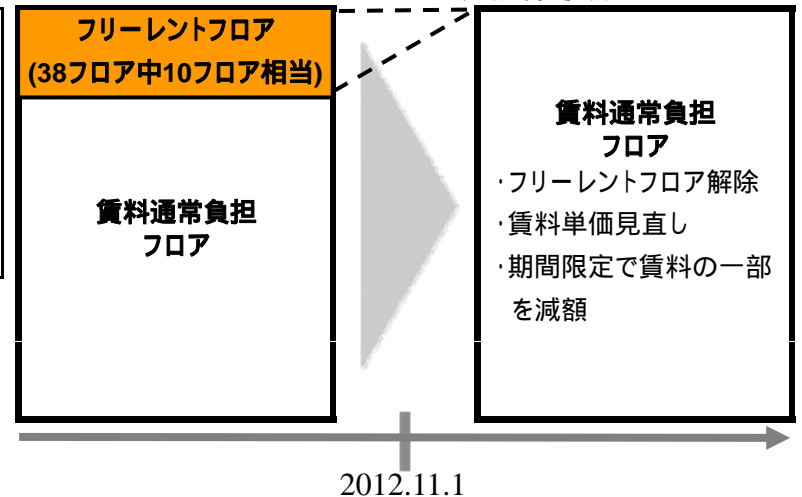 フリーレントフロア
(38フロア中10フロア相当)
賃料通常負担
フロア
賃料通常負担
フロア
･フリーレントフロア解除
･賃料単価見直し
･期間限定で賃料の一部
を減額
2012.11.1